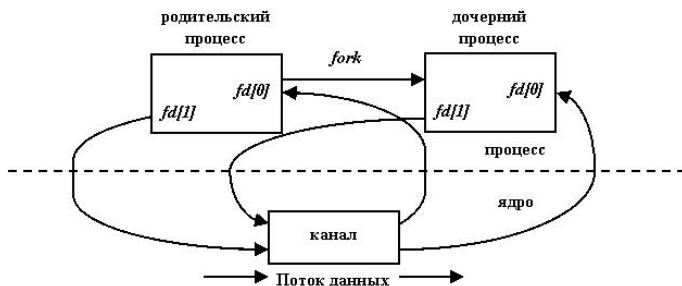 родительский
процесс
дочерний
процесс
fork
fd[0]
fd[1]
fd[0]
fd[1]
процесс
ядро
канал
Поток данных